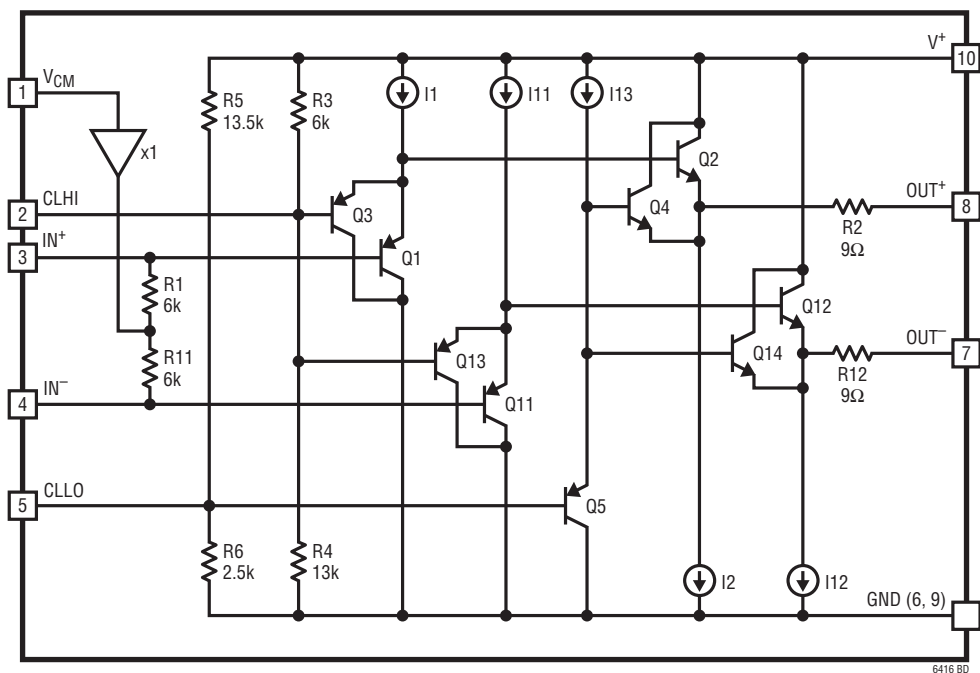 V+
10
1
VCM
R5
13.5k
R3
6k
I1
I11
I13
x1
Q2
2
CLHI
Q3
Q4
OUT+
8
3
IN+
Q1
R2
9Ω
R1
6k
Q12
R11
6k
Q13
Q14
OUT−
7
4
IN−
Q11
R12
9Ω
5
CLLO
Q5
R6
2.5k
R4
13k
I2
I12
GND (6, 9)
6416 BD